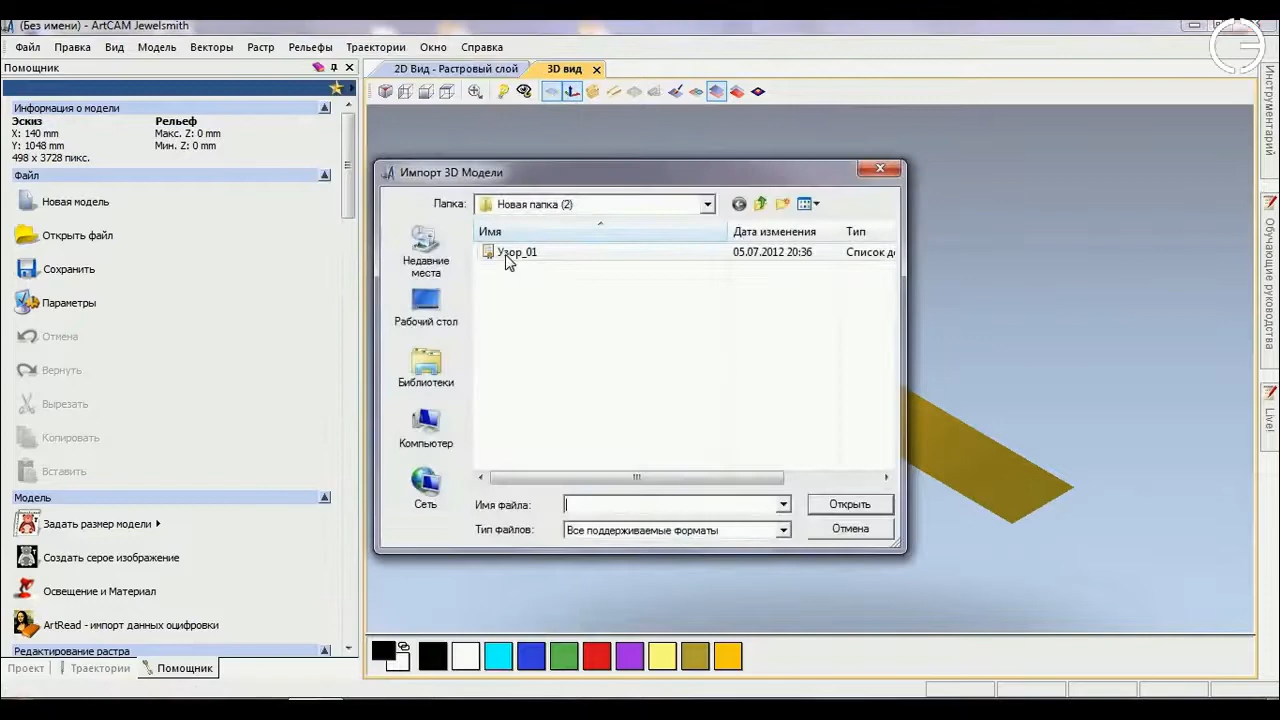 (Без имени) - ArtCAM Jewelsmith
Файл Правка Вид Модель Векторы Растр Рельефы Траектории Окно Справка
Помощник
2D Вид - Растровый слой
3D вид
Информация о модели
Эскиз
X: 140 mm
Y: 1048 mm
498 x 3728 пикс.
Рельеф
Макс. Z: 0 mm
Мин. Z: 0 mm
Файл
Новая модель
Открыть файл
Сохранить
Параметры
Отмена
Вернуть
Вырезать
Копировать
Вставить
Модель
Задать размер модели
Создать серое изображение
Освещение и Материал
ArtRead - импорт данных оцифровки
Редактирование растра
Проект Траектории Помощник
Импорт 3D Модели
Папка: Новая папка (2)
Имя Дата изменения Тип
Узор_01 05.07.2012 20:36 Список
Недавние
места
Рабочий стол
Библиотеки
Компьютер
Сеть
Имя файла: Открыть
Тип файлов: Все поддерживаемые форматы Отмена
Инструментарий
Обучающие руководства
Live!